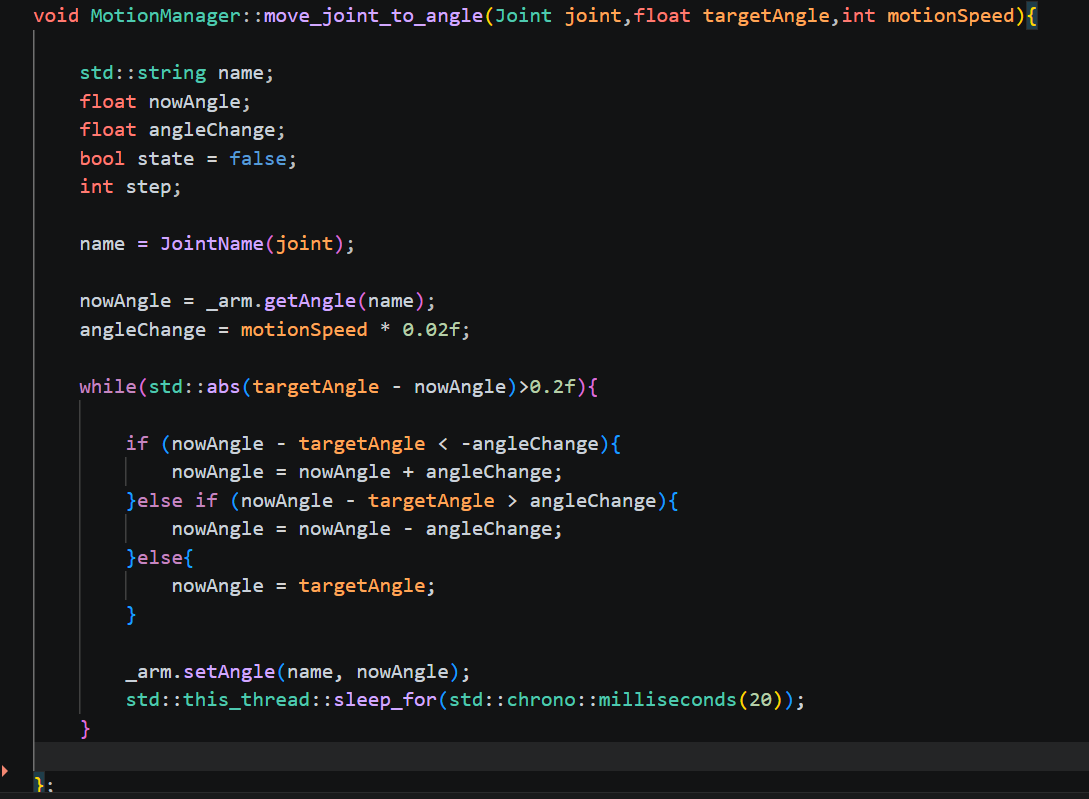 void MotionManager::move_joint_to_angle(Joint joint,float targetAngle,int motionSpeed){
std::string name;
float nowAngle;
float angleChange;
bool state = false;
int step;
name = JointName(joint);
nowAngle = _arm.getAngle(name);
angleChange = motionSpeed * 0.02f;
while(std::abs(targetAngle - nowAngle)>0.2f){
if (nowAngle - targetAngle < -angleChange){
nowAngle = nowAngle + angleChange;
}else if (nowAngle - targetAngle > angleChange){
nowAngle = nowAngle - angleChange;
}else{
nowAngle = targetAngle;
}
_arm.setAngle(name, nowAngle);
std::this_thread::sleep_for(std::chrono::milliseconds(20));
}
};